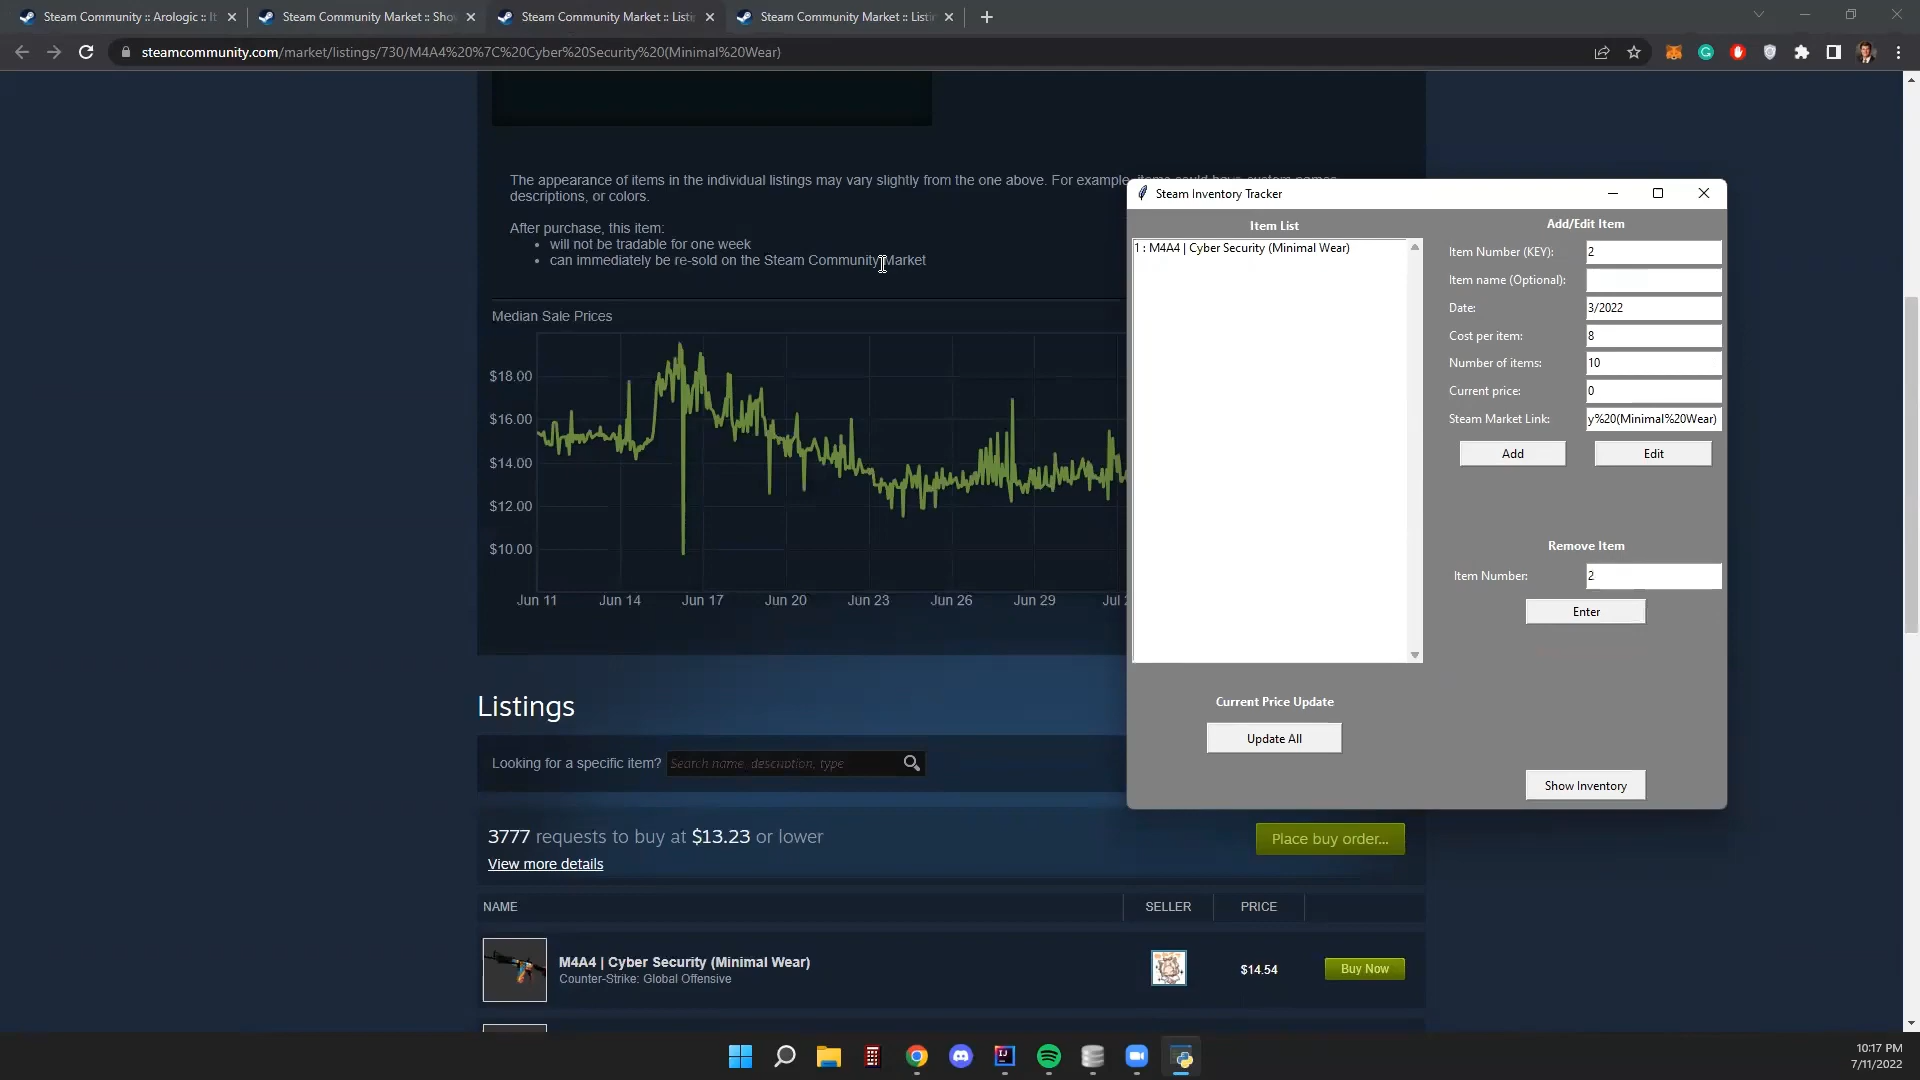 Steam Community :: Arologic :: It
Steam Community Market :: Sho
Steam Community Market :: Listi
Steam Community Market :: Listin
steamcommunity.com/market/listings/730/M4A4%20%7C%20Cyber%20Security%20(Minimal%20Wear)
The appearance of items in the individual listings may vary slightly from the one above. For example, items could have custom names,
descriptions, or colors.
After purchase, this item:
• will not be tradable for one week
• can immediately be re-sold on the Steam Community Market
Median Sale Prices
$18.00
$16.00
$14.00
$12.00
$10.00
Jun 11 Jun 14 Jun 17 Jun 20 Jun 23 Jun 26 Jun 29 Jul 2
Listings
Looking for a specific item? Search name, description, type
3777 requests to buy at $13.23 or lower
Place buy order...
View more details
NAME SELLER PRICE
M4A4 | Cyber Security (Minimal Wear)
Counter-Strike: Global Offensive
$14.54
Buy Now
Steam Inventory Tracker
Item List
1 : M4A4 | Cyber Security (Minimal Wear)
Current Price Update
Update All
Add/Edit Item
Item Number (KEY): 2
Item name (Optional):
Date: 3/2022
Cost per item: 8
Number of items: 10
Current price: 0
Steam Market Link: y%20(Minimal%20Wear)
Add Edit
Remove Item
Item Number: 2
Enter
Show Inventory
10:17 PM
7/11/2022